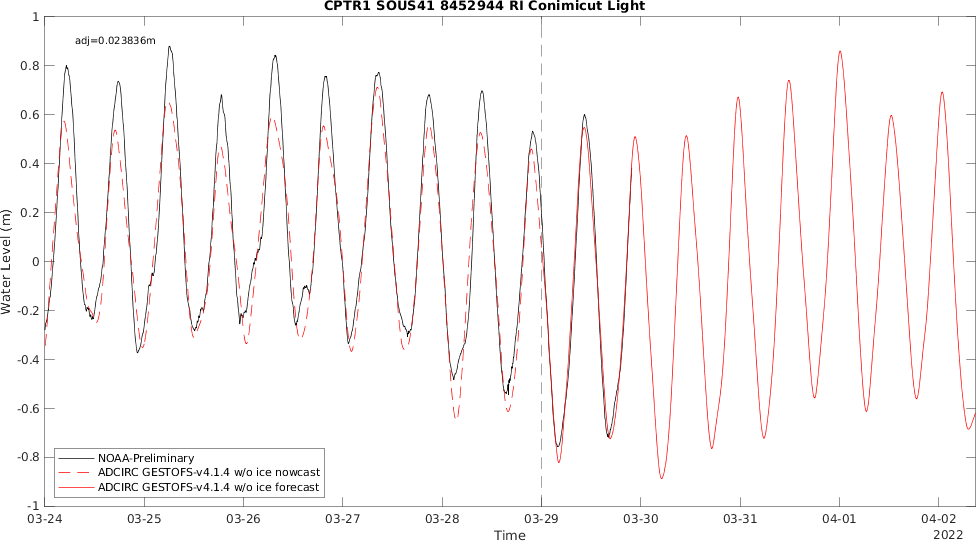 CPTR1 SOUS41 8452944 RI Conimicut Light
adj=0.023836m
1
0.8
0.6
0.4
0.2
0
-0.2
-0.4
-0.6
-0.8
-1
Water Level (m)
NOAA-Preliminary
ADCIRC GESTOFS-v4.1.4 w/o ice nowcast
ADCIRC GESTOFS-v4.1.4 w/o ice forecast
03-24 03-25 03-26 03-27 03-28 03-29 03-30 03-31 04-01 04-02
Time
2022